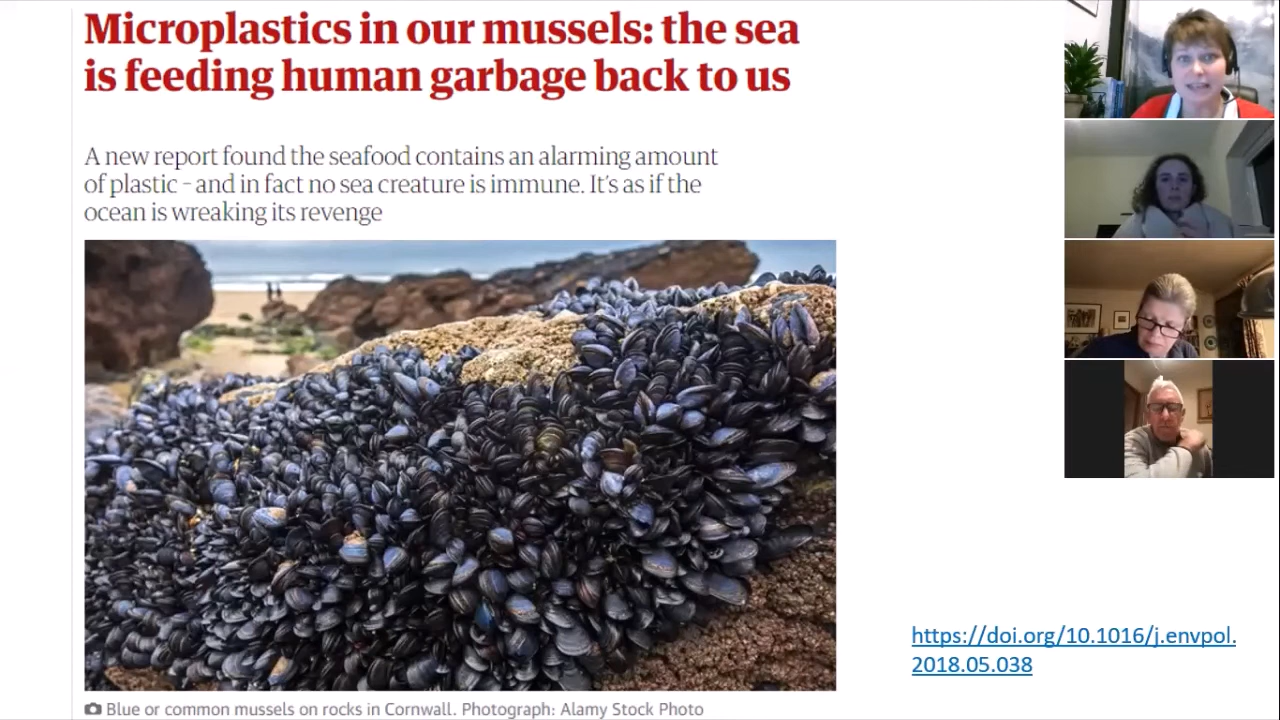 Microplastics in our mussels: the sea
is feeding human garbage back to us
A new report found the seafood contains an alarming amount
of plastic – and in fact no sea creature is immune. It's as if the
ocean is wreaking its revenge
Blue or common mussels on rocks in Cornwall. Photograph: Alamy Stock Photo
https://doi.org/10.1016/j.envpol.
2018.05.038